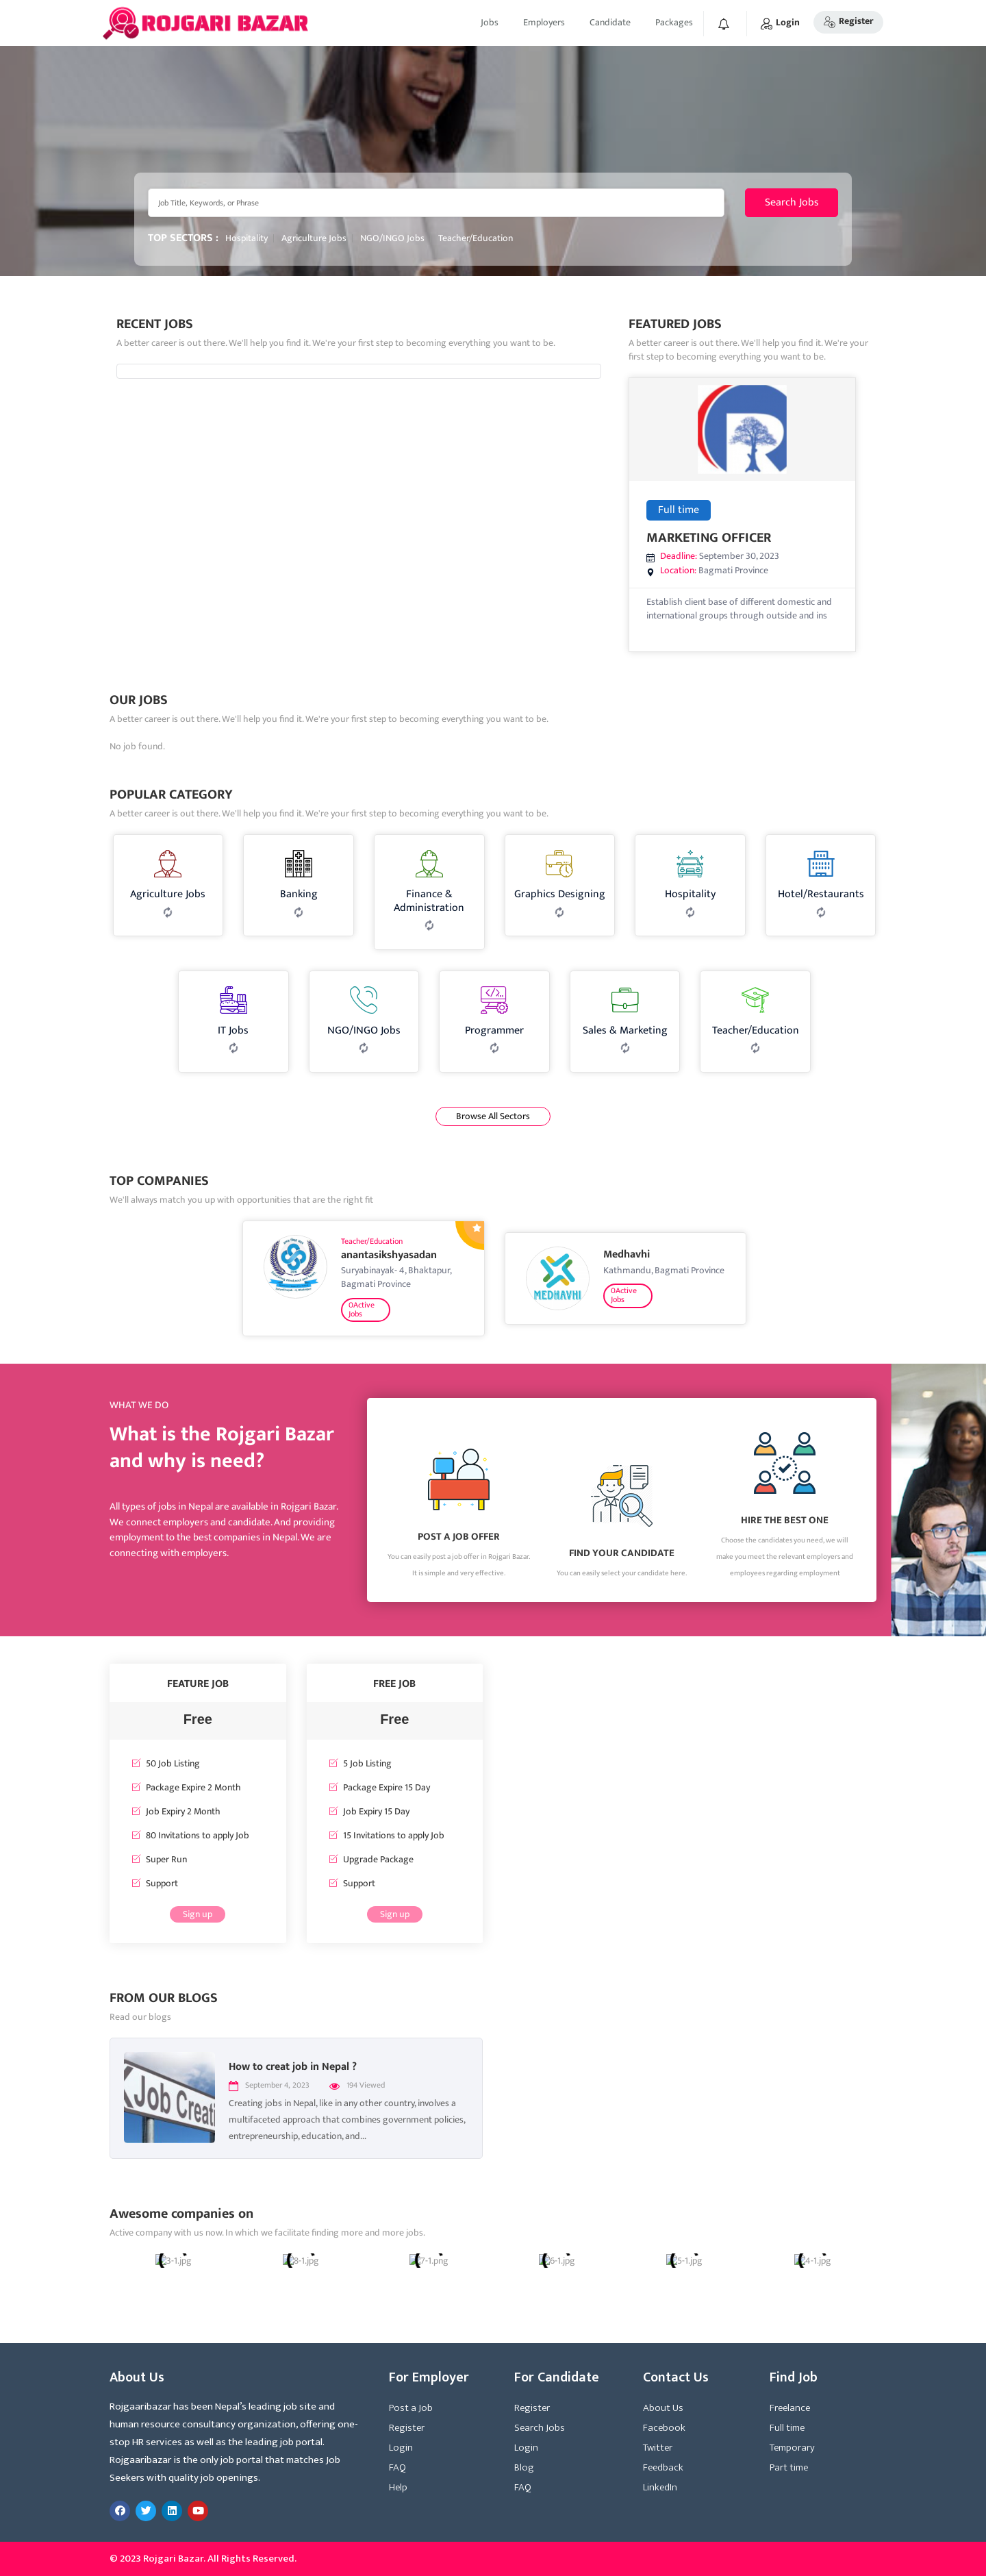 ROJGARI BAZAR
Jobs Employers Candidate Packages Login Register
Job Title, Keywords, or Phrase
Search Jobs
TOP SECTORS : Hospitality Agriculture Jobs NGO/INGO Jobs Teacher/Education
RECENT JOBS
A better career is out there. We'll help you find it. We're your first step to becoming everything you want to be.
FEATURED JOBS
A better career is out there. We'll help you find it. We're your
first step to becoming everything you want to be.
R
Full time
MARKETING OFFICER
Deadline: September 30, 2023
Location: Bagmati Province
Establish client base of different domestic and
international groups through outside and ins
OUR JOBS
A better career is out there. We'll help you find it. We're your first step to becoming everything you want to be.
No job found.
POPULAR CATEGORY
A better career is out there. We'll help you find it. We're your first step to becoming everything you want to be.
Agriculture Jobs
Banking
Finance &
Administration
Graphics Designing
Hospitality
Hotel/Restaurants
IT Jobs
NGO/INGO Jobs
Programmer
Sales & Marketing
Teacher/Education
Browse All Sectors
TOP COMPANIES
We'll always match you up with opportunities that are the right fit
Teacher/Education
anantasikshyasadan
Suryabinayak- 4, Bhaktapur,
Bagmati Province
0Active
Jobs
MEDHAVHI
Medhavhi
Kathmandu, Bagmati Province
0Active
Jobs
WHAT WE DO
What is the Rojgari Bazar
and why is need?
All types of jobs in Nepal are available in Rojgari Bazar.
We connect employers and candidate. And providing
employment to the best companies in Nepal. We are
connecting with employers.
POST A JOB OFFER
You can easily post a job offer in Rojgari Bazar.
It is simple and very effective.
FIND YOUR CANDIDATE
You can easily select your candidate here.
HIRE THE BEST ONE
Choose the candidates you need, we will
make you meet the relevant employers and
employees regarding employment
FEATURE JOB
Free
50 Job Listing
Package Expire 2 Month
Job Expiry 2 Month
80 Invitations to apply Job
Super Run
Support
Sign up
FREE JOB
Free
5 Job Listing
Package Expire 15 Day
Job Expiry 15 Day
15 Invitations to apply Job
Upgrade Package
Support
Sign up
FROM OUR BLOGS
Read our blogs
Job Creati
How to creat job in Nepal ?
September 4, 2023 194 Viewed
Creating jobs in Nepal, like in any other country, involves a
multifaceted approach that combines government policies,
entrepreneurship, education, and...
Awesome companies on
Active company with us now. In which we facilitate finding more and more jobs.
3-1.jpg 8-1.jpg 7-1.png 6-1.jpg 5-1.jpg 4-1.jpg
About Us
Rojgaaribazar has been Nepal's leading job site and
human resource consultancy organization, offering one-
stop HR services as well as the leading job portal.
Rojgaaribazar is the only job portal that matches Job
Seekers with quality job openings.
For Employer
Post a Job
Register
Login
FAQ
Help
For Candidate
Register
Search Jobs
Login
Blog
FAQ
Contact Us
About Us
Facebook
Twitter
Feedback
LinkedIn
Find Job
Freelance
Full time
Temporary
Part time
© 2023 Rojgari Bazar. All Rights Reserved.